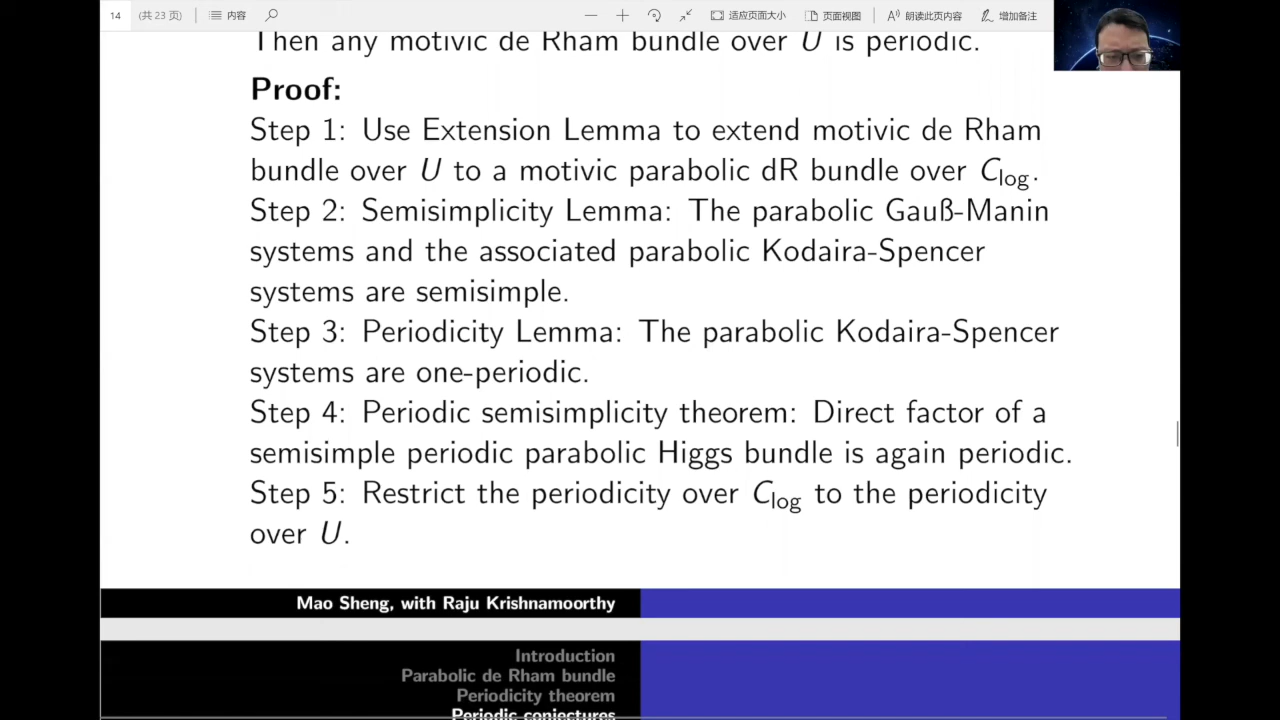 14 (共 23 页) 内容 适应页面大小 页面视图 朗读此页内容 增加备注
Then any motivic de Rham bundle over U is periodic.
Proof:
Step 1: Use Extension Lemma to extend motivic de Rham
bundle over U to a motivic parabolic dR bundle over C_log.
Step 2: Semisimplicity Lemma: The parabolic Gauß-Manin
systems and the associated parabolic Kodaira-Spencer
systems are semisimple.
Step 3: Periodicity Lemma: The parabolic Kodaira-Spencer
systems are one-periodic.
Step 4: Periodic semisimplicity theorem: Direct factor of a
semisimple periodic parabolic Higgs bundle is again periodic.
Step 5: Restrict the periodicity over C_log to the periodicity
over U.
Mao Sheng, with Raju Krishnamoorthy
Introduction
Parabolic de Rham bundle
Periodicity theorem
Periodic conjectures